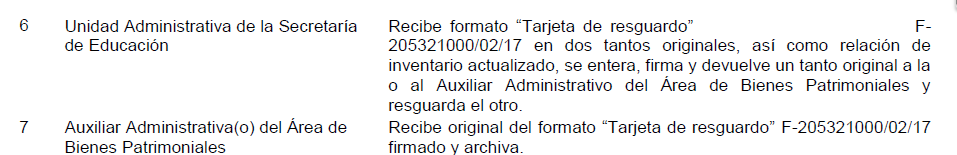 6 Unidad Administrativa de la Secretaría Recibe formato “Tarjeta de resguardo” F-
de Educación 205321000/02/17 en dos tantos originales, así como relación de
inventario actualizado, se entera, firma y devuelve un tanto original a la
o al Auxiliar Administrativo del Área de Bienes Patrimoniales y
resguarda el otro.
7 Auxiliar Administrativa(o) del Área de Recibe original del formato “Tarjeta de resguardo” F-205321000/02/17
Bienes Patrimoniales firmado y archiva.